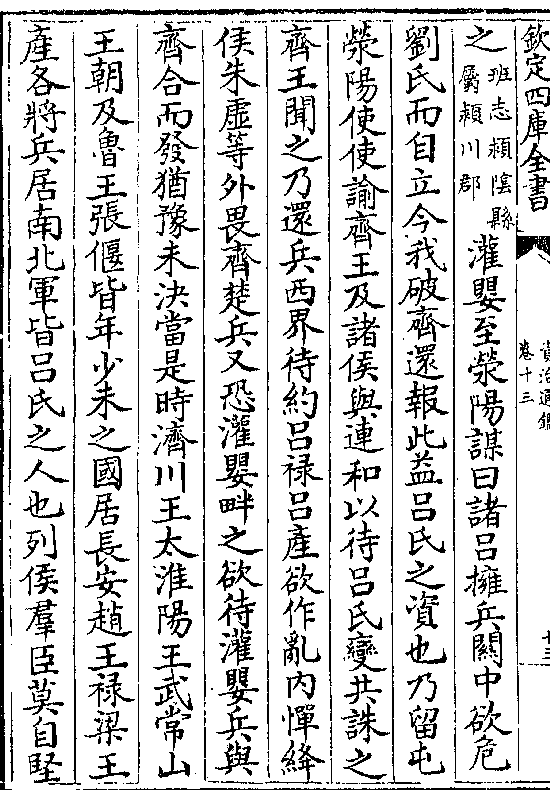 欽定四庫全書
資治通鑑
卷十三
十三
之
班志潁陰縣
屬潁川郡
灌嬰至滎陽謀曰諸呂擁兵關中欲危
劉氏而自立今我破齊還報此益呂氏之資也乃留屯
滎陽使使諭齊王及諸侯與連和以待呂氏變共誅之
齊王聞之乃還兵西界待約呂禄呂產欲作亂内憚絳
侯朱虚等外畏齊楚兵又恐灌嬰畔之欲待灌嬰兵與
齊合而發猶豫未決當是時濟川王太淮陽王武常山
王朝及魯王張偃皆年少未之國居長安趙王禄梁王
產各將兵居南北軍皆呂氏之人也列侯羣臣莫自堅